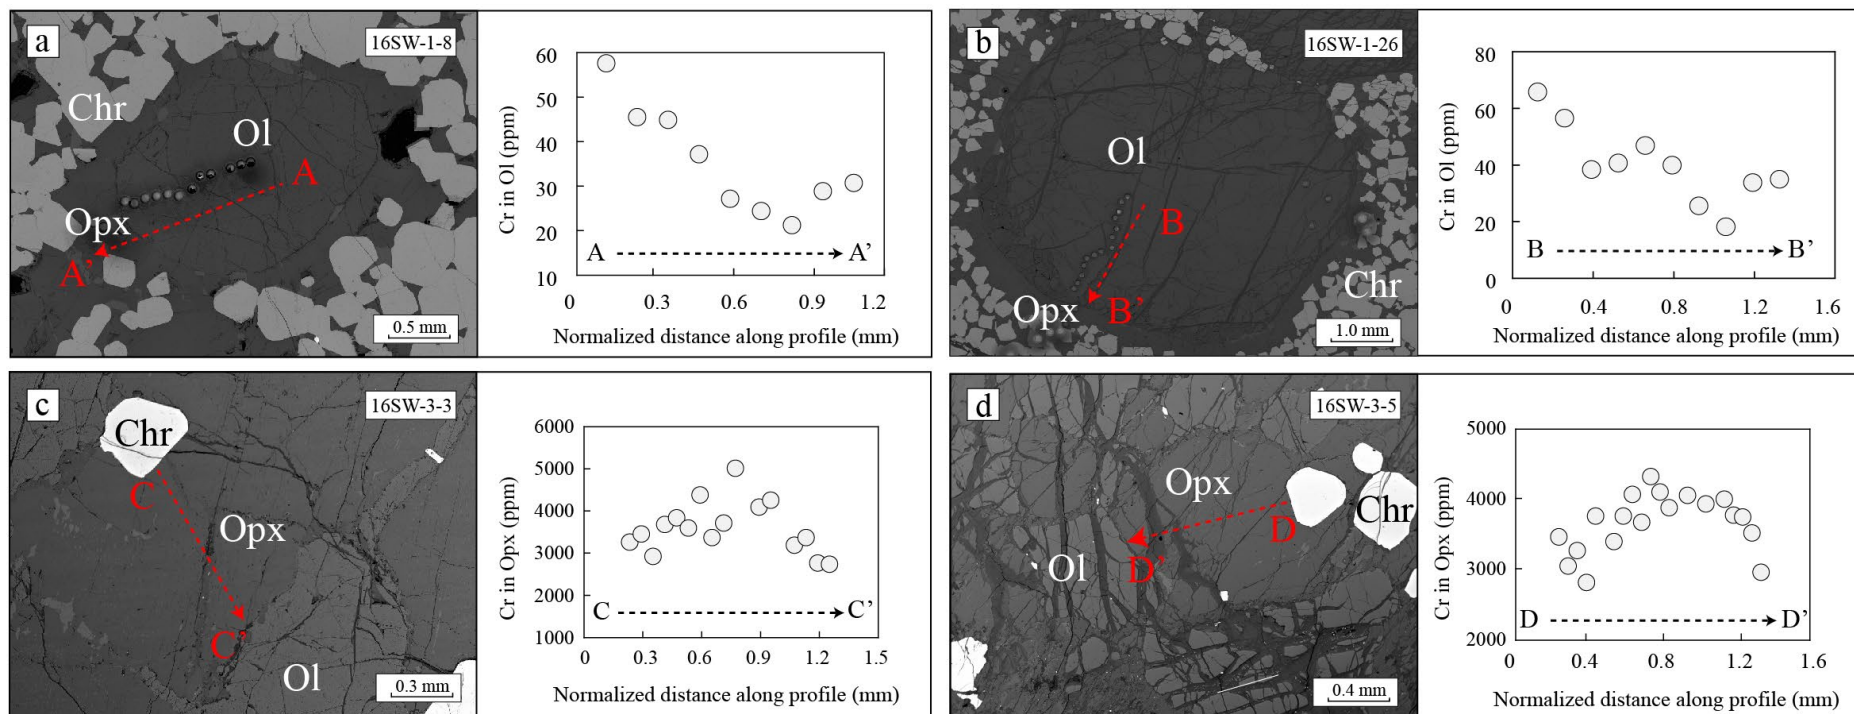 a
16SW-1-8
Chr
Ol
A
Opx
A’
0.5 mm
Cr in Ol (ppm)
60
50
40
30
20
10
A
A’
0
0.3
0.6
0.9
1.2
Normalized distance along profile (mm)
b
16SW-1-26
Ol
B
Opx
B’
Chr
1.0 mm
Cr in Ol (ppm)
80
60
40
20
0
B
B’
0
0.4
0.8
1.2
1.6
Normalized distance along profile (mm)
c
16SW-3-3
Chr
C
Opx
C’
Ol
0.3 mm
Cr in Opx (ppm)
6000
5000
4000
3000
2000
1000
C
C’
0
0.3
0.6
0.9
1.2
1.5
Normalized distance along profile (mm)
d
16SW-3-5
Opx
Chr
D
D’
Ol
0.4 mm
Cr in Opx (ppm)
5000
4000
3000
2000
D
D’
0
0.4
0.8
1.2
1.6
Normalized distance along profile (mm)